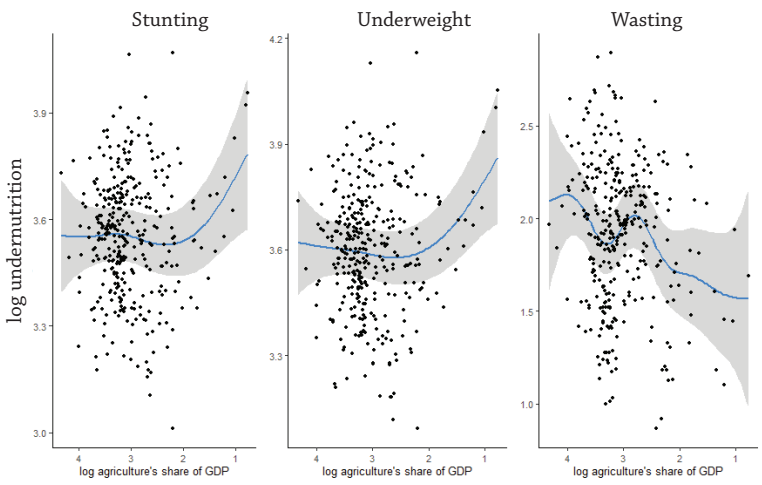 Stunting
Underweight
Wasting
log undernutrition
3.9
3.6
3.3
3.0
4 3 2 1
log agriculture's share of GDP
4.2
3.9
3.6
3.3
4 3 2 1
log agriculture's share of GDP
2.5
2.0
1.5
1.0
4 3 2 1
log agriculture's share of GDP